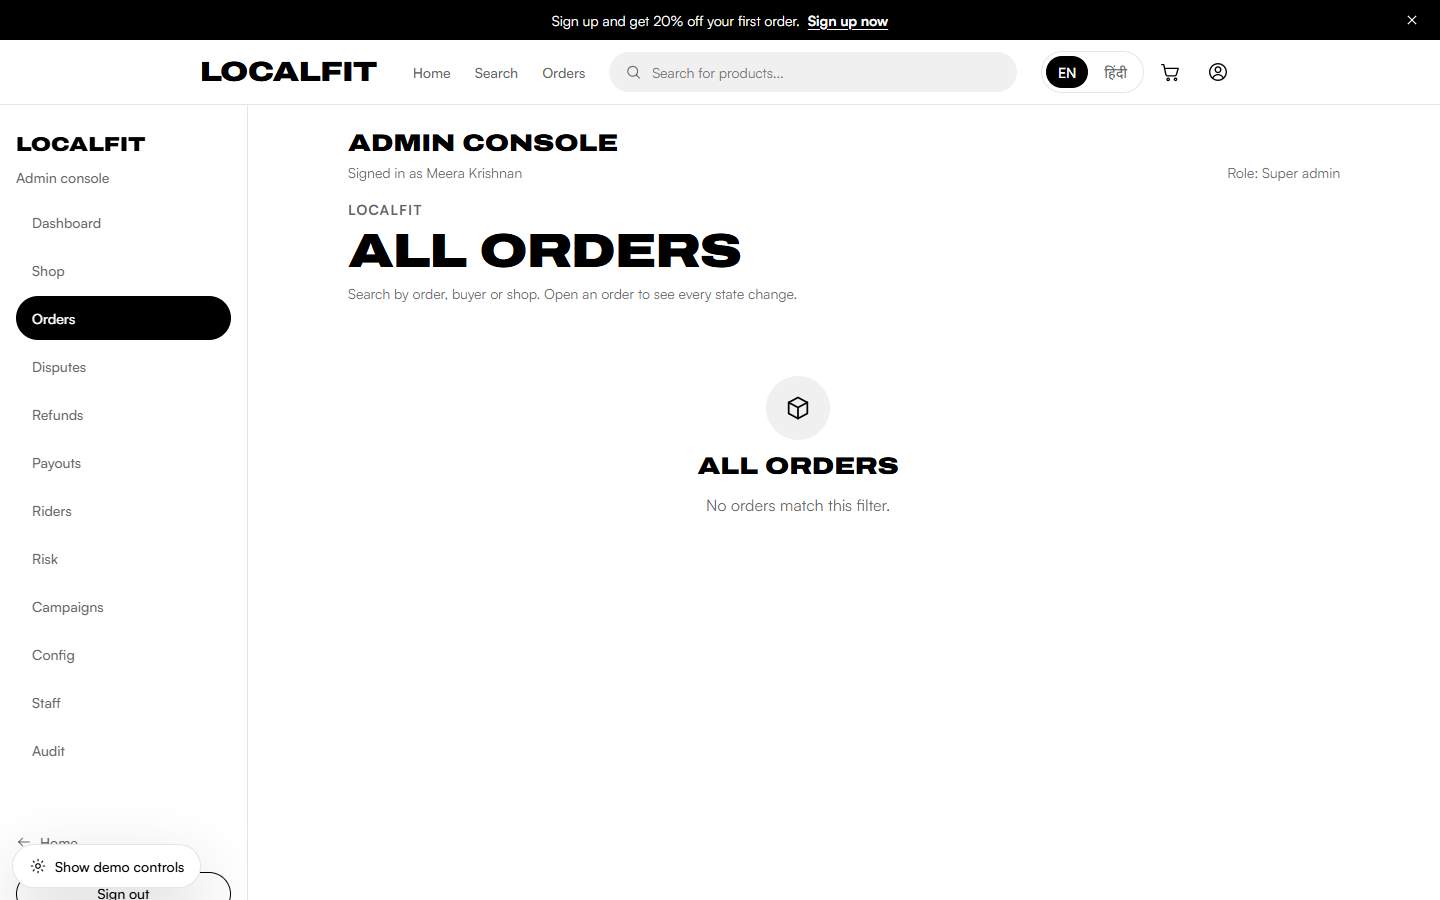 Sign up and get 20% off your first order. Sign up now
LOCALFIT
Home
Search
Orders
Search for products...
EN
हिंदी
LOCALFIT
Admin console
Dashboard
Shop
Orders
Disputes
Refunds
Payouts
Riders
Risk
Campaigns
Config
Staff
Audit
Home
Show demo controls
Sign out
ADMIN CONSOLE
Signed in as Meera Krishnan
Role: Super admin
LOCALFIT
ALL ORDERS
Search by order, buyer or shop. Open an order to see every state change.
ALL ORDERS
No orders match this filter.